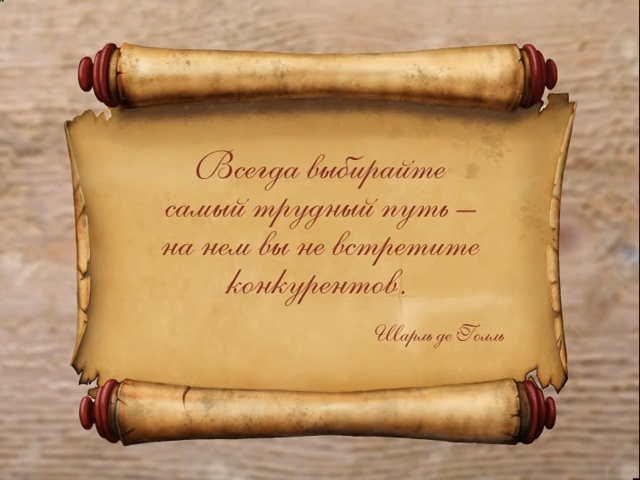 Всегда выбирайте
самый трудный путь —
на нем вы не встретите
конкурентов.
Шарль де Голль